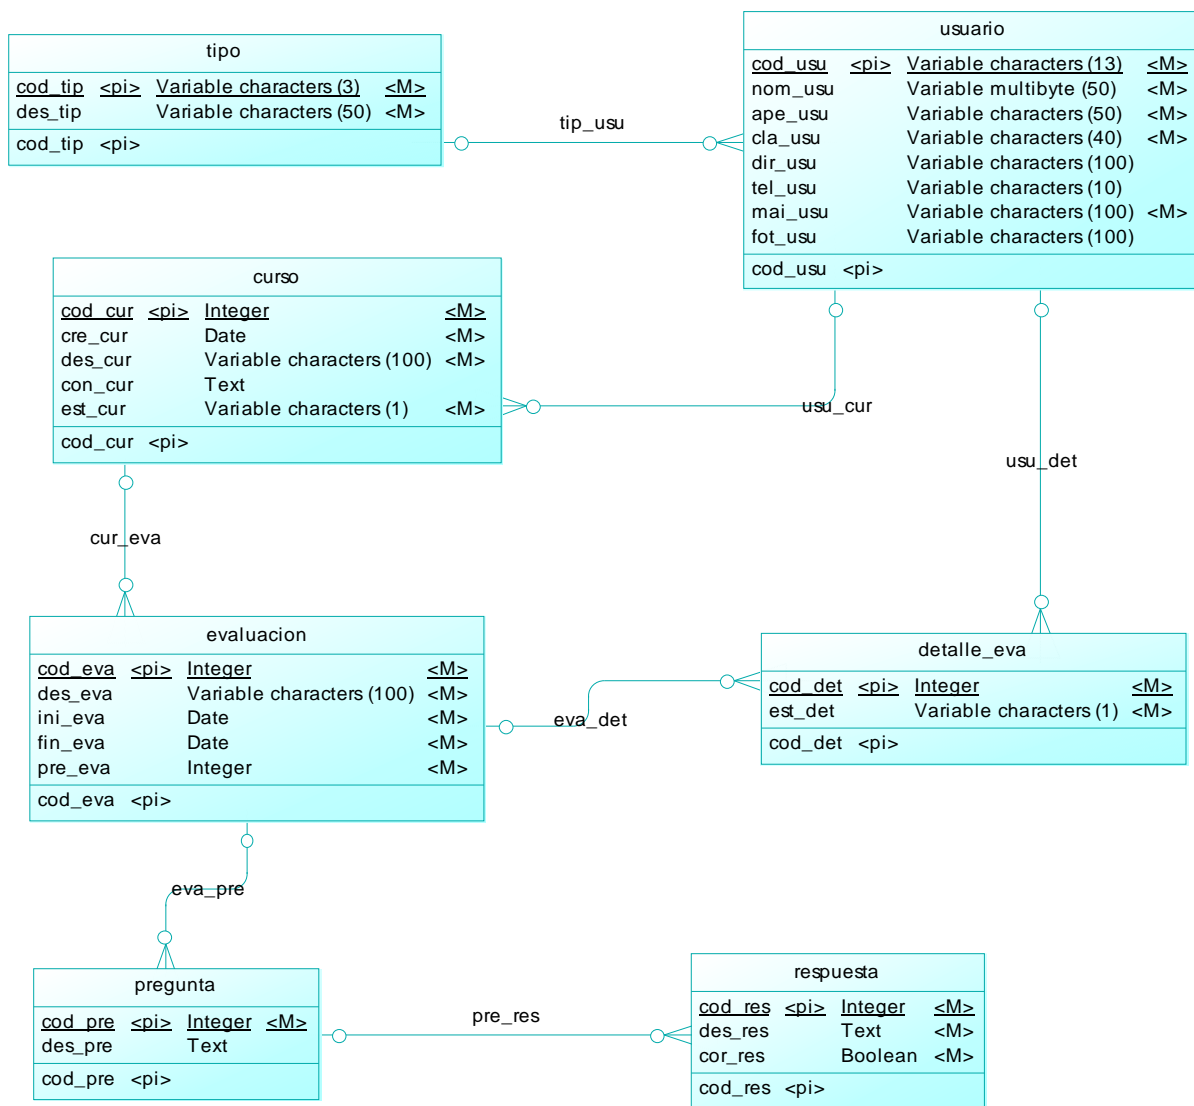 tipo
cod_tip <pi> Variable characters (3) <M>
des_tip Variable characters (50) <M>
cod_tip <pi>
tip_usu
usuario
cod_usu <pi> Variable characters (13) <M>
nom_usu Variable multibyte (50) <M>
ape_usu Variable characters (50) <M>
cla_usu Variable characters (40) <M>
dir_usu Variable characters (100)
tel_usu Variable characters (10)
mai_usu Variable characters (100) <M>
fot_usu Variable characters (100)
cod_usu <pi>
curso
cod_cur <pi> Integer <M>
cre_cur Date <M>
des_cur Variable characters (100) <M>
con_cur Text
est_cur Variable characters (1) <M>
cod_cur <pi>
usu_cur
usu_det
cur_eva
evaluacion
cod_eva <pi> Integer <M>
des_eva Variable characters (100) <M>
ini_eva Date <M>
fin_eva Date <M>
pre_eva Integer <M>
cod_eva <pi>
eva_det
detalle_eva
cod_det <pi> Integer <M>
est_det Variable characters (1) <M>
cod_det <pi>
eva_pre
pregunta
cod_pre <pi> Integer <M>
des_pre Text
cod_pre <pi>
pre_res
respuesta
cod_res <pi> Integer <M>
des_res Text <M>
cor_res Boolean <M>
cod_res <pi>